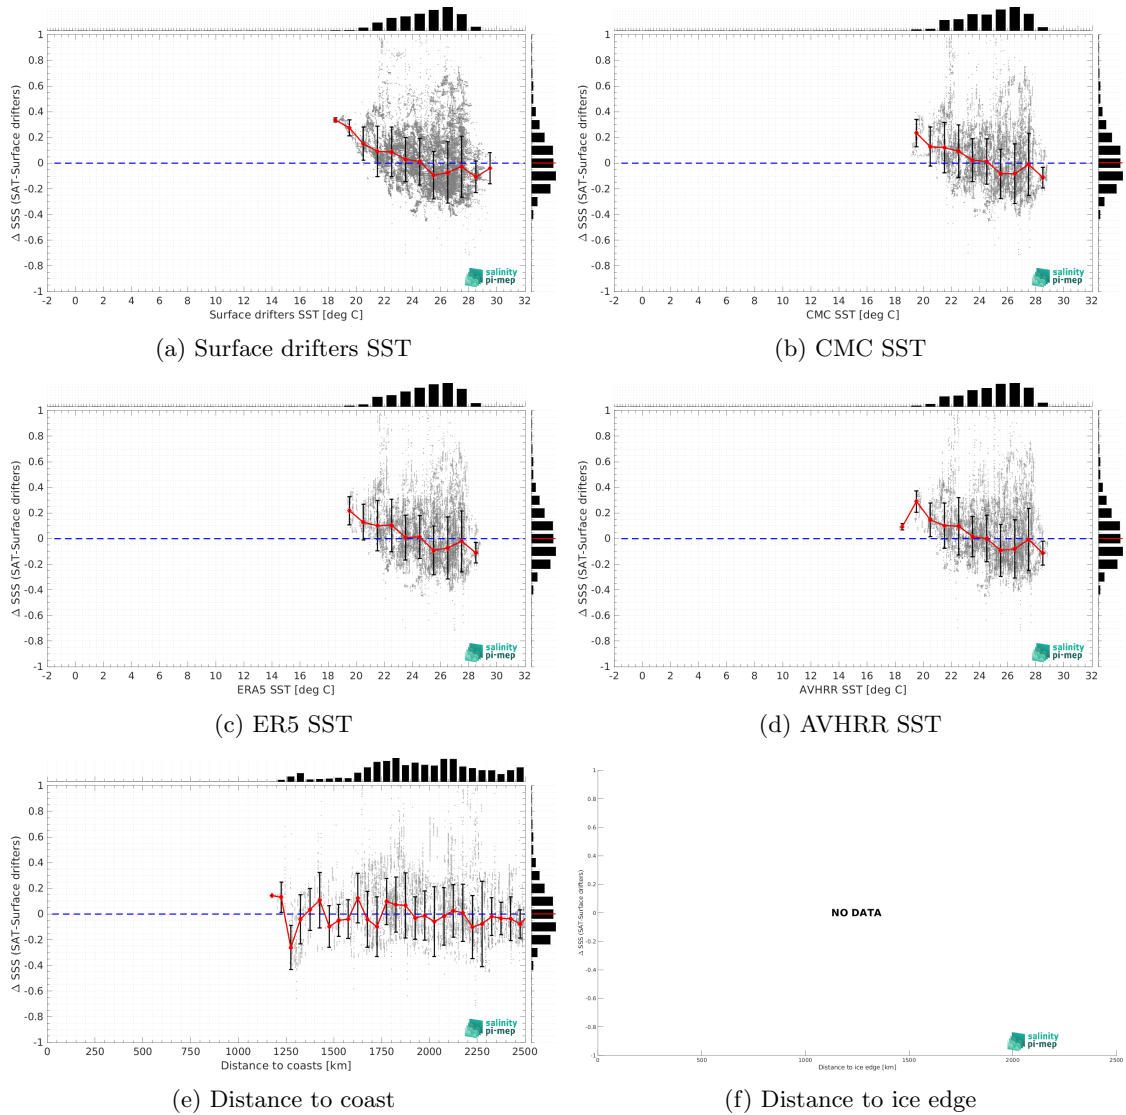 1
0.8
0.6
0.4
0.2
0
-0.2
-0.4
-0.6
-0.8
-1
Δ SSS (SAT-Surface drifters)
-2 0 2 4 6 8 10 12 14 16 18 20 22 24 26 28 30 32
Surface drifters SST [deg C]
salinity
pi-mep
(a) Surface drifters SST
1
0.8
0.6
0.4
0.2
0
-0.2
-0.4
-0.6
-0.8
-1
Δ SSS (SAT-Surface drifters)
-2 0 2 4 6 8 10 12 14 16 18 20 22 24 26 28 30 32
CMC SST [deg C]
salinity
pi-mep
(b) CMC SST
1
0.8
0.6
0.4
0.2
0
-0.2
-0.4
-0.6
-0.8
-1
Δ SSS (SAT-Surface drifters)
-2 0 2 4 6 8 10 12 14 16 18 20 22 24 26 28 30 32
ERA5 SST [deg C]
salinity
pi-mep
(c) ER5 SST
1
0.8
0.6
0.4
0.2
0
-0.2
-0.4
-0.6
-0.8
-1
Δ SSS (SAT-Surface drifters)
-2 0 2 4 6 8 10 12 14 16 18 20 22 24 26 28 30 32
AVHRR SST [deg C]
salinity
pi-mep
(d) AVHRR SST
1
0.8
0.6
0.4
0.2
0
-0.2
-0.4
-0.6
-0.8
-1
Δ SSS (SAT-Surface drifters)
0 250 500 750 1000 1250 1500 1750 2000 2250 2500
Distance to coasts [km]
salinity
pi-mep
(e) Distance to coast
1
0.8
0.6
0.4
0.2
0
-0.2
-0.4
-0.6
-0.8
-1
Δ SSS (SAT-Surface drifters)
NO DATA
0 500 1000 1500 2000 2500
Distance to ice edge [km]
salinity
pi-mep
(f) Distance to ice edge